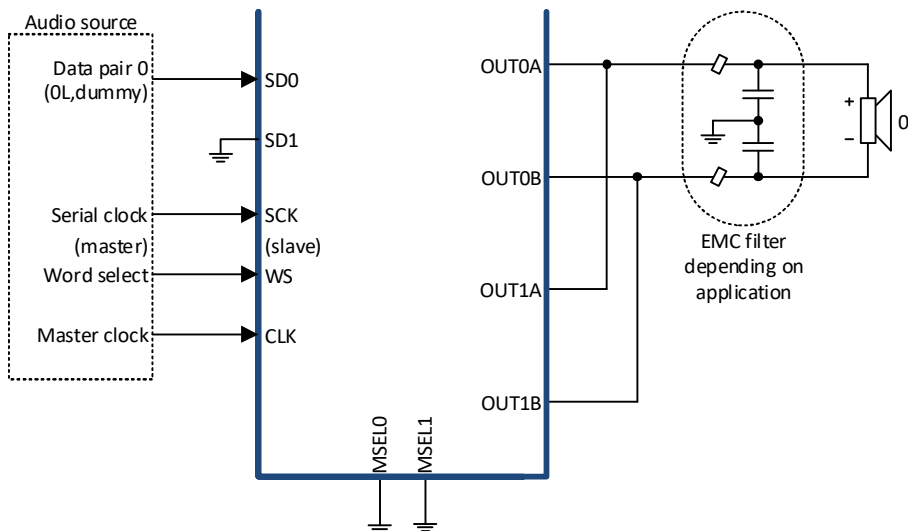 Audio source
Data pair 0
(0L,dummy)
Serial clock
(master)
Word select
Master clock
SD0
SD1
SCK
(slave)
WS
CLK
MSEL0
MSEL1
OUT0A
OUT0B
OUT1A
OUT1B
EMC filter
depending on
application
+
–
0